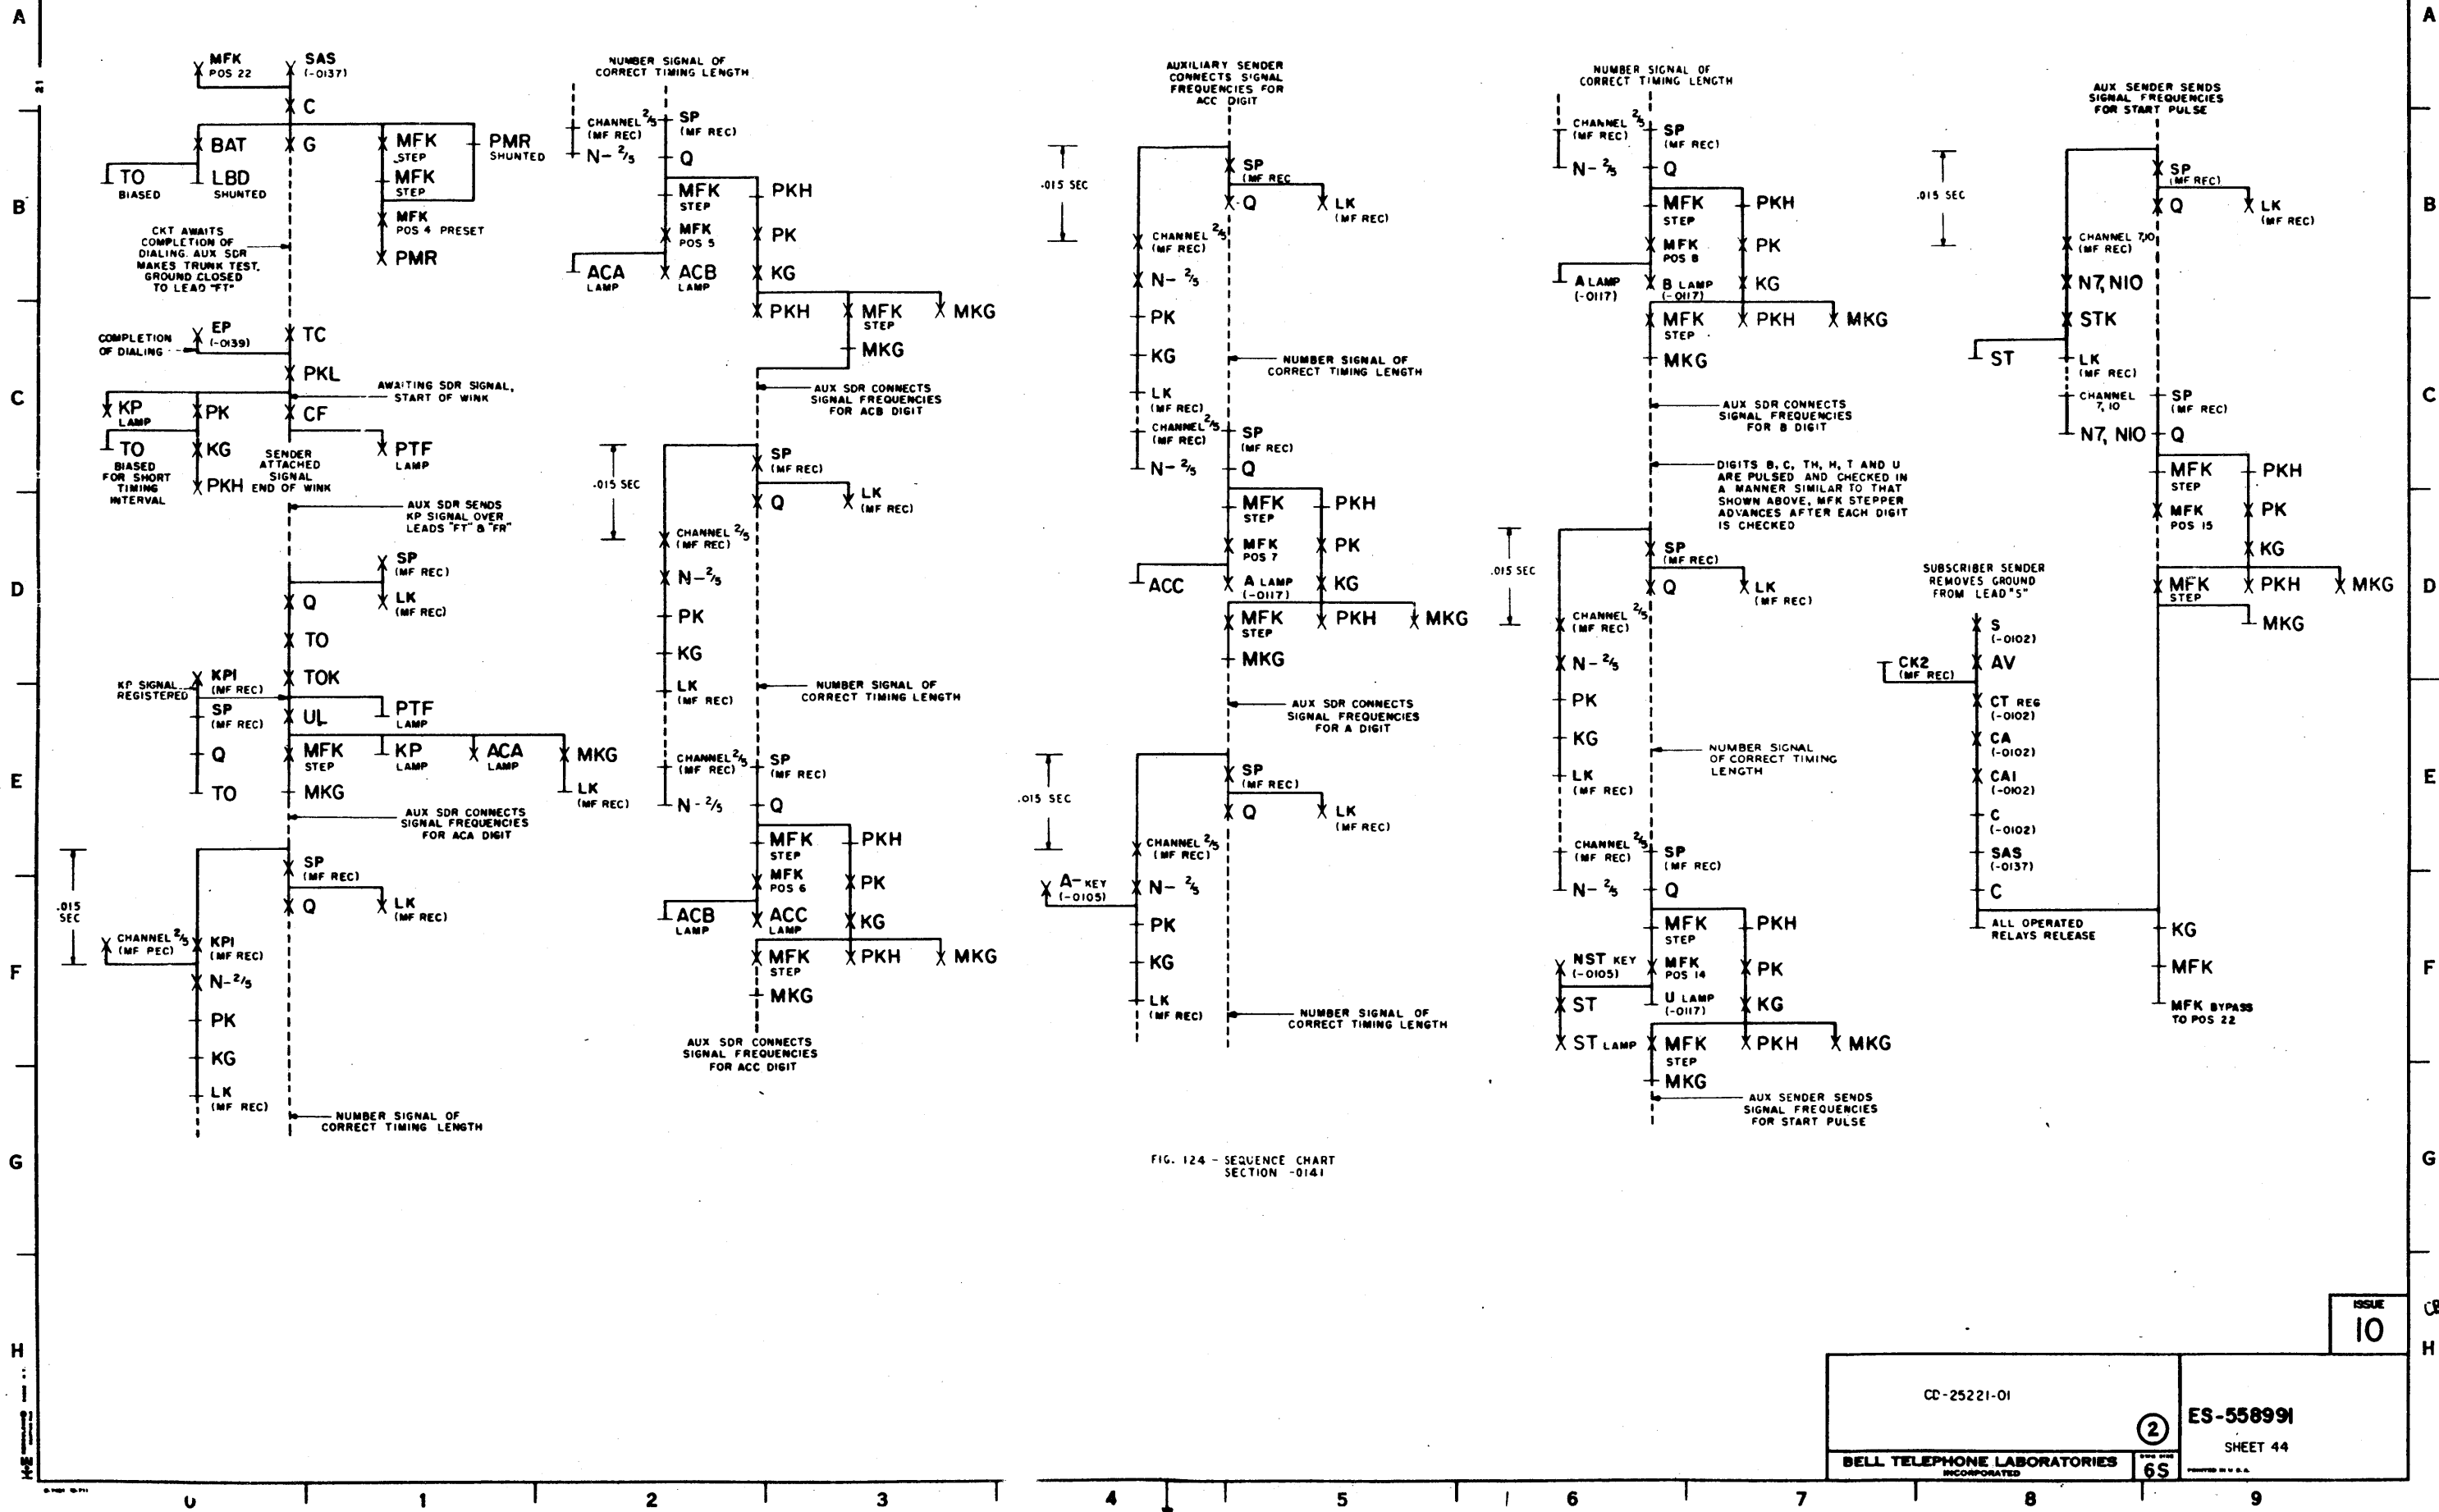 A
A
21
MFK
POS 22
SAS
(-0137)
C
BAT
G
MFK
STEP
PMR
SHUNTED
TO
BIASED
LBD
SHUNTED
MFK
STEP
MFK
POS 4 PRESET
PMR
CKT AWAITS
COMPLETION OF
DIALING. AUX SDR
MAKES TRUNK TEST.
GROUND CLOSED
TO LEAD "FT"
B
EP
(-0139)
TC
COMPLETION
OF DIALING
PKL
AWAITING SDR SIGNAL,
START OF WINK
C
KP
LAMP
PK
CF
TO
BIASED
FOR SHORT
TIMING
INTERVAL
KG
PTF
LAMP
PKH
SENDER
ATTACHED
SIGNAL
END OF WINK
AUX SDR SENDS
KP SIGNAL OVER
LEADS "FT" & "FR"
SP
(MF REC)
Q
LK
(MF REC)
D
TO
KP1
(MF REC)
TOK
KP SIGNAL
REGISTERED
SP
(MF REC)
UL
PTF
LAMP
Q
MFK
STEP
KP
LAMP
ACA
LAMP
MKG
TO
MKG
LK
(MF REC)
E
AUX SDR CONNECTS
SIGNAL FREQUENCIES
FOR ACA DIGIT
SP
(MF REC)
.015
SEC
Q
LK
(MF REC)
CHANNEL 2/5
(MF REC)
KP1
(MF REC)
F
N-2/5
PK
KG
LK
(MF REC)
NUMBER SIGNAL OF
CORRECT TIMING LENGTH
G
H
NUMBER SIGNAL OF
CORRECT TIMING LENGTH
CHANNEL 2/5
(MF REC)
SP
(MF REC)
N-2/5
Q
MFK
STEP
PKH
MFK
POS 5
PK
ACA
LAMP
ACB
LAMP
KG
PKH
MFK
STEP
MKG
MKG
AUX SDR CONNECTS
SIGNAL FREQUENCIES
FOR ACB DIGIT
.015 SEC
SP
(MF REC)
Q
LK
(MF REC)
CHANNEL 2/5
(MF REC)
N-2/5
PK
KG
LK
(MF REC)
NUMBER SIGNAL OF
CORRECT TIMING LENGTH
CHANNEL 2/5
(MF REC)
SP
(MF REC)
N-2/5
Q
MFK
STEP
PKH
MFK
POS 6
PK
ACB
LAMP
ACC
LAMP
KG
MFK
STEP
PKH
MKG
MKG
AUX SDR CONNECTS
SIGNAL FREQUENCIES
FOR ACC DIGIT
AUXILIARY SENDER
CONNECTS SIGNAL
FREQUENCIES FOR
ACC DIGIT
.015 SEC
SP
(MF REC
Q
LK
(MF REC)
CHANNEL 2/5
(MF REC)
N-2/5
PK
KG
NUMBER SIGNAL OF
CORRECT TIMING LENGTH
LK
(MF REC)
CHANNEL 2/5
(MF REC)
SP
(MF REC)
N-2/5
Q
MFK
STEP
PKH
MFK
POS 7
PK
ACC
A LAMP
(-0117)
KG
MFK
STEP
PKH
MKG
MKG
AUX SDR CONNECTS
SIGNAL FREQUENCIES
FOR A DIGIT
.015 SEC
SP
(MF REC)
Q
LK
(MF REC)
CHANNEL 2/5
(MF REC)
A-KEY
(-0105)
N-2/5
PK
KG
LK
(MF REC)
NUMBER SIGNAL OF
CORRECT TIMING LENGTH
FIG. 124 - SEQUENCE CHART
SECTION -0141
NUMBER SIGNAL OF
CORRECT TIMING LENGTH
CHANNEL 2/5
(MF REC)
SP
(MF REC)
N-2/5
Q
MFK
STEP
PKH
MFK
POS 8
PK
A LAMP
(-0117)
B LAMP
(-0117)
KG
MFK
STEP
PKH
MKG
MKG
AUX SDR CONNECTS
SIGNAL FREQUENCIES
FOR B DIGIT
DIGITS B, C, TH, H, T AND U
ARE PULSED AND CHECKED IN
A MANNER SIMILAR TO THAT
SHOWN ABOVE, MFK STEPPER
ADVANCES AFTER EACH DIGIT
IS CHECKED
.015 SEC
SP
(MF REC)
Q
LK
(MF REC)
CHANNEL 2/5
(MF REC)
N-2/5
PK
KG
NUMBER SIGNAL
OF CORRECT TIMING
LENGTH
LK
(MF REC)
CHANNEL 2/5
(MF REC)
SP
(MF REC)
N-2/5
Q
MFK
STEP
PKH
NST KEY
(-0105)
MFK
POS 14
PK
ST
U LAMP
(-0117)
KG
ST LAMP
MFK
STEP
PKH
MKG
MKG
AUX SENDER SENDS
SIGNAL FREQUENCIES
FOR START PULSE
AUX SENDER SENDS
SIGNAL FREQUENCIES
FOR START PULSE
.015 SEC
SP
(MF REC)
Q
LK
(MF REC)
CHANNEL 7,10
(MF REC)
N7, N10
STK
ST
LK
(MF REC)
CHANNEL
7, 10
SP
(MF REC)
N7, N10
Q
MFK
STEP
PKH
MFK
POS 15
PK
KG
SUBSCRIBER SENDER
REMOVES GROUND
FROM LEAD "S"
MFK
STEP
PKH
MKG
MKG
S
(-0102)
CK2
(MF REC)
AV
CT REG
(-0102)
CA
(-0102)
CA1
(-0102)
C
(-0102)
SAS
(-0137)
C
ALL OPERATED
RELAYS RELEASE
KG
MFK
MFK BYPASS
TO POS 22
B
C
D
E
F
G
H
ISSUE
10
CD-25221-01
2
ES-558991
SHEET 44
BELL TELEPHONE LABORATORIES
INCORPORATED
6S
PRINTED IN U.S.A.
0 1 2 3 4 5 6 7 8 9